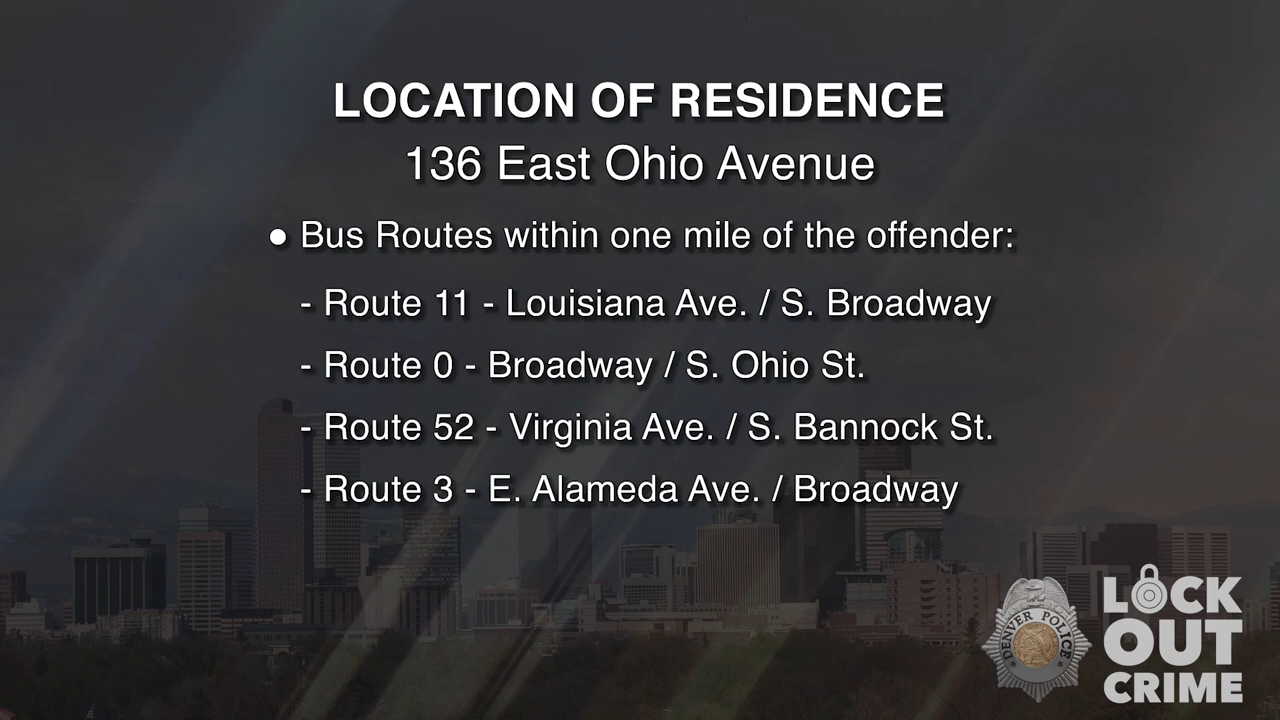 LOCATION OF RESIDENCE
136 East Ohio Avenue
● Bus Routes within one mile of the offender:
- Route 11 - Louisiana Ave. / S. Broadway
- Route 0 - Broadway / S. Ohio St.
- Route 52 - Virginia Ave. / S. Bannock St.
- Route 3 - E. Alameda Ave. / Broadway
DENVER POLICE
LOCK
OUT
CRIME